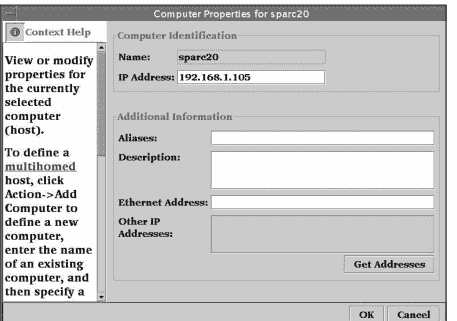 Computer Properties for sparc20
Context Help
View or modify
properties for
the currently
selected
computer
(host).
To define a
multihomed
host, click
Action->Add
Computer to
define a new
computer,
enter the name
of an existing
computer, and
then specify a
Computer Identification
Name: sparc20
IP Address: 192.168.1.105
Additional Information
Aliases:
Description:
Ethernet Address:
Other IP
Addresses:
Get Addresses
OK Cancel